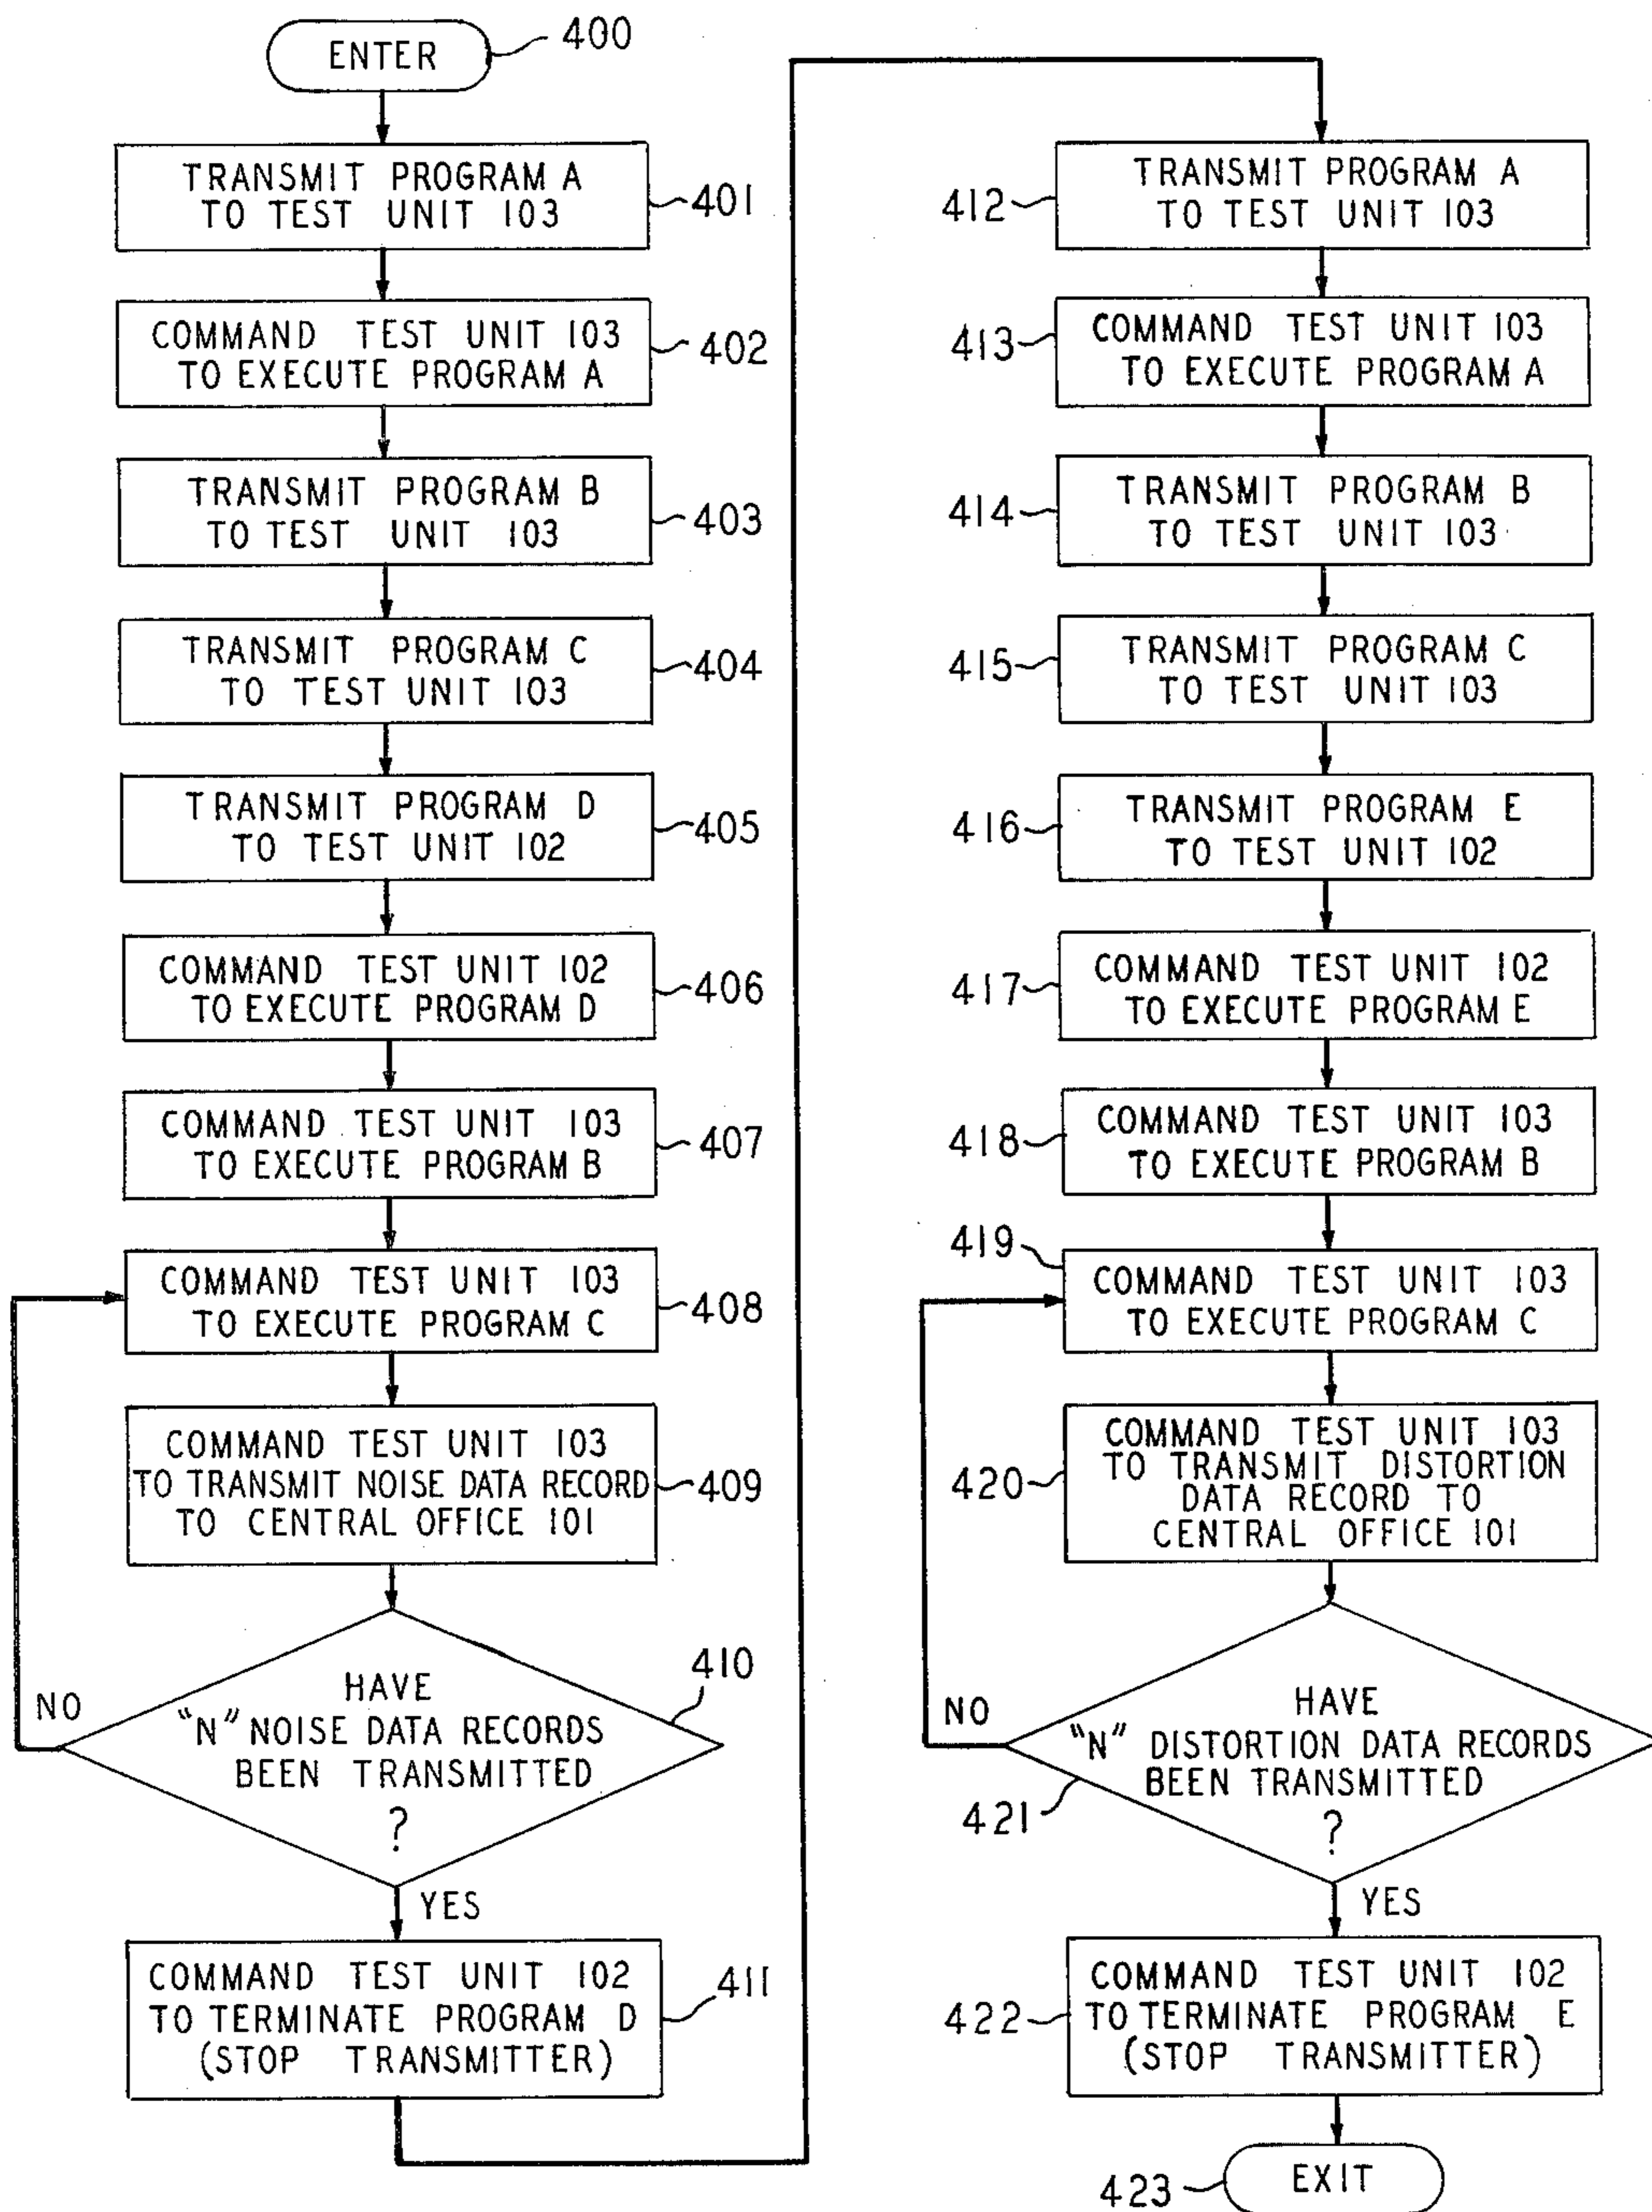 ENTER
400
TRANSMIT PROGRAM A
TO TEST UNIT 103
401
COMMAND TEST UNIT 103
TO EXECUTE PROGRAM A
402
TRANSMIT PROGRAM B
TO TEST UNIT 103
403
TRANSMIT PROGRAM C
TO TEST UNIT 103
404
TRANSMIT PROGRAM D
TO TEST UNIT 102
405
COMMAND TEST UNIT 102
TO EXECUTE PROGRAM D
406
COMMAND TEST UNIT 103
TO EXECUTE PROGRAM B
407
COMMAND TEST UNIT 103
TO EXECUTE PROGRAM C
408
COMMAND TEST UNIT 103
TO TRANSMIT NOISE DATA RECORD
TO CENTRAL OFFICE 101
409
HAVE
"N" NOISE DATA RECORDS
BEEN TRANSMITTED
?
410
NO
YES
COMMAND TEST UNIT 102
TO TERMINATE PROGRAM D
(STOP TRANSMITTER)
411
TRANSMIT PROGRAM A
TO TEST UNIT 103
412
COMMAND TEST UNIT 103
TO EXECUTE PROGRAM A
413
TRANSMIT PROGRAM B
TO TEST UNIT 103
414
TRANSMIT PROGRAM C
TO TEST UNIT 103
415
TRANSMIT PROGRAM E
TO TEST UNIT 102
416
COMMAND TEST UNIT 102
TO EXECUTE PROGRAM E
417
COMMAND TEST UNIT 103
TO EXECUTE PROGRAM B
418
419
COMMAND TEST UNIT 103
TO EXECUTE PROGRAM C
COMMAND TEST UNIT 103
TO TRANSMIT DISTORTION
DATA RECORD TO
CENTRAL OFFICE 101
420
HAVE
"N" DISTORTION DATA RECORDS
BEEN TRANSMITTED
?
421
NO
YES
COMMAND TEST UNIT 102
TO TERMINATE PROGRAM E
(STOP TRANSMITTER)
422
EXIT
423